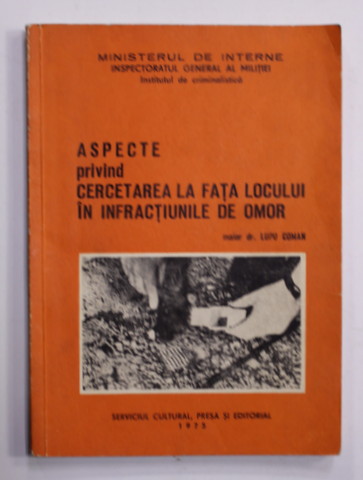 MINISTERUL DE INTERNE
INSPECTORATUL GENERAL AL MILIȚIEI
Institutul de criminalistică
ASPECTE
privind
CERCETAREA LA FAȚA LOCULUI
ÎN INFRACȚIUNILE DE OMOR
maior dr. LUPU COMAN
SERVICIUL CULTURAL, PRESĂ ȘI EDITORIAL
1975